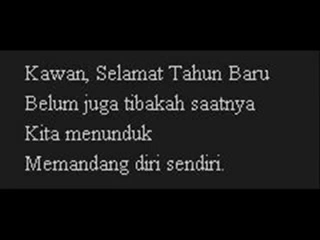 Kawan, Selamat Tahun Baru
Belum juga tibakah saatnya
Kita menunduk
Memandang diri sendiri.